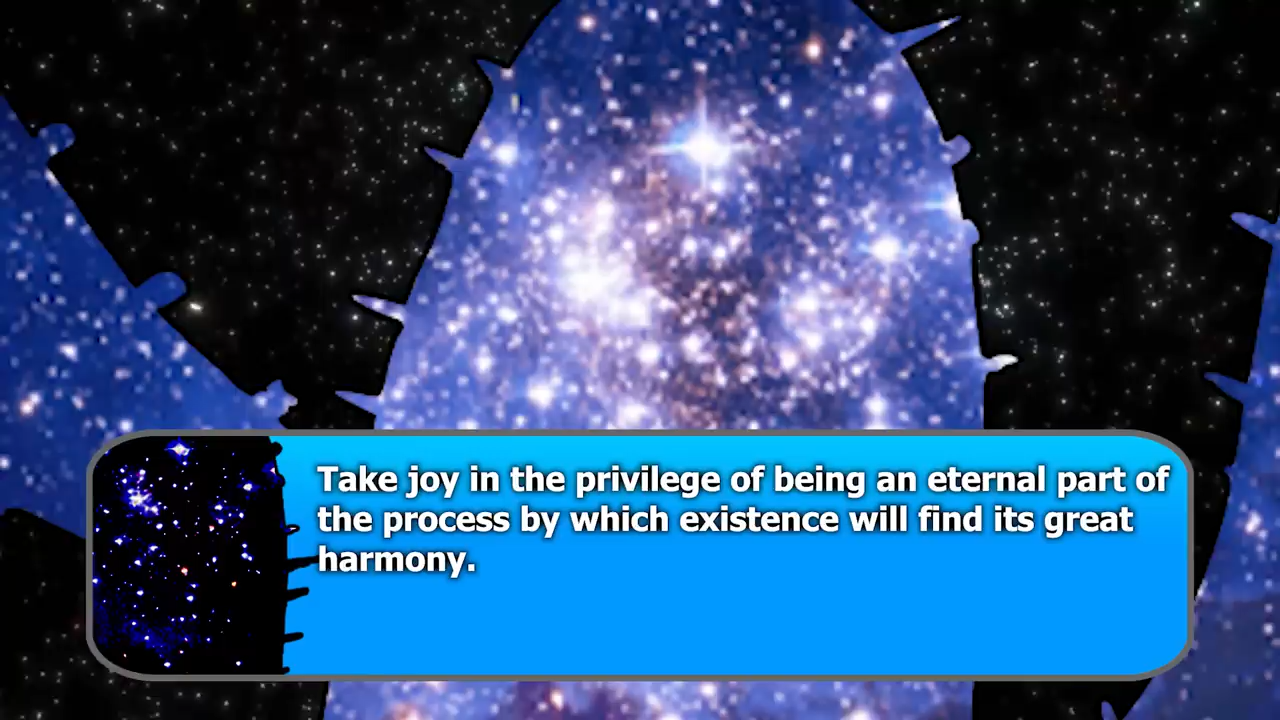 Take joy in the privilege of being an eternal part of
the process by which existence will find its great
harmony.